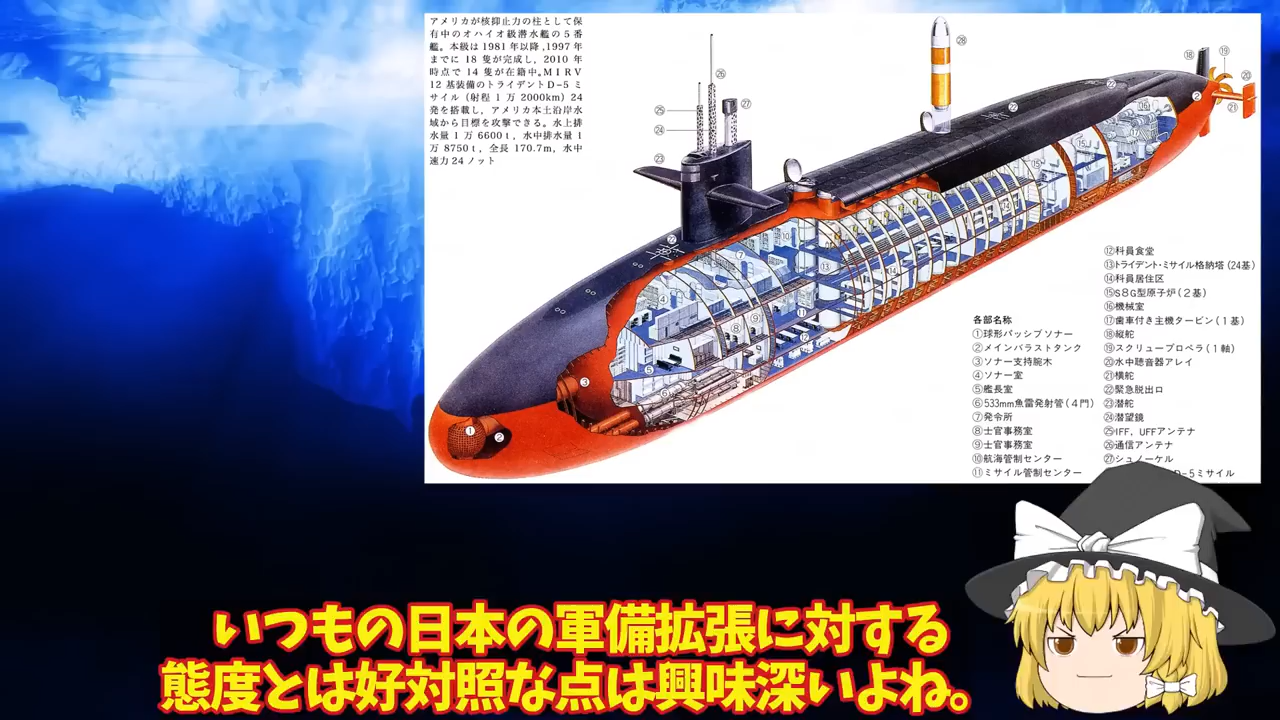 アメリカが核抑止力の柱として保
有中のオハイオ級潜水艦の5番
艦。本級は1981年以降,1997年
までに18隻が完成し,2010年
時点で14隻が在籍中。MIRV
12基装備のトライデントD-5ミ
サイル(射程1万2000km)24
発を搭載し,アメリカ本土沿岸水
域から目標を攻撃できる。水上排
水量1万6600t,水中排水量1
万8750t,全長170.7m,水中
速力24ノット
各部名称
①球形パッシブソナー
②メインバラストタンク
③ソナー支持腕木
④ソナー室
⑤艦長室
⑥533mm魚雷発射管(4門)
⑦発令所
⑧士官事務室
⑨士官事務室
⑩航海管制センター
⑪ミサイル管制センター
⑫科員食堂
⑬トライデント・ミサイル格納塔(24基)
⑭科員居住区
⑮S8G型原子炉(2基)
⑯機械室
⑰歯車付き主機タービン(1基)
⑱縦舵
⑲スクリュープロペラ(1軸)
⑳水中聴音器アレイ
㉑横舵
㉒緊急脱出口
㉓潜舵
㉔潜望鏡
㉕IFF,UFFアンテナ
㉖通信アンテナ
㉗シュノーケル
D-5ミサイル
いつもの日本の軍備拡張に対する
態度とは好対照な点は興味深いよね。